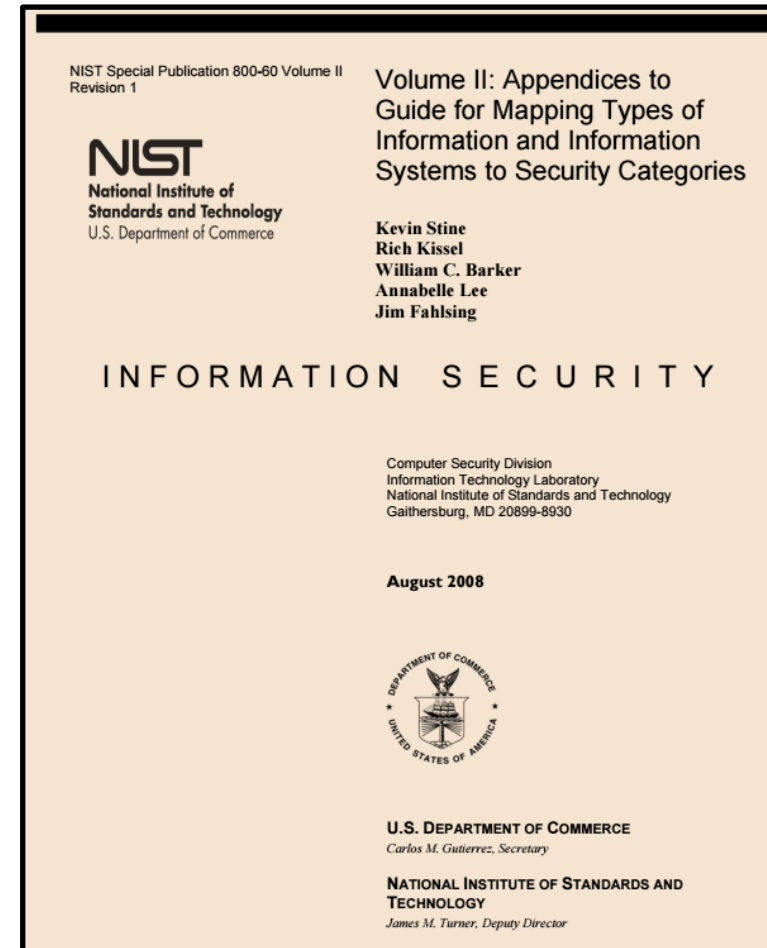 NIST Special Publication 800-60 Volume II
Revision 1
NIST
National Institute of
Standards and Technology
U.S. Department of Commerce
Volume II: Appendices to
Guide for Mapping Types of
Information and Information
Systems to Security Categories
Kevin Stine
Rich Kissel
William C. Barker
Annabelle Lee
Jim Fahlsing
INFORMATION SECURITY
Computer Security Division
Information Technology Laboratory
National Institute of Standards and Technology
Gaithersburg, MD 20899-8930
August 2008
DEPARTMENT OF COMMERCE
UNITED STATES OF AMERICA
U.S. DEPARTMENT OF COMMERCE
Carlos M. Gutierrez, Secretary
NATIONAL INSTITUTE OF STANDARDS AND
TECHNOLOGY
James M. Turner, Deputy Director